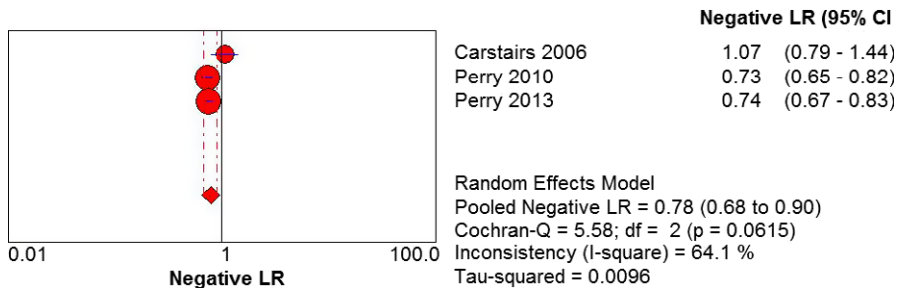 Negative LR (95% CI
Carstairs 2006 1.07 (0.79 - 1.44)
Perry 2010 0.73 (0.65 - 0.82)
Perry 2013 0.74 (0.67 - 0.83)
Random Effects Model
Pooled Negative LR = 0.78 (0.68 to 0.90)
Cochran-Q = 5.58; df = 2 (p = 0.0615)
Inconsistency (I-square) = 64.1 %
Tau-squared = 0.0096
0.01 1 100.0
Negative LR